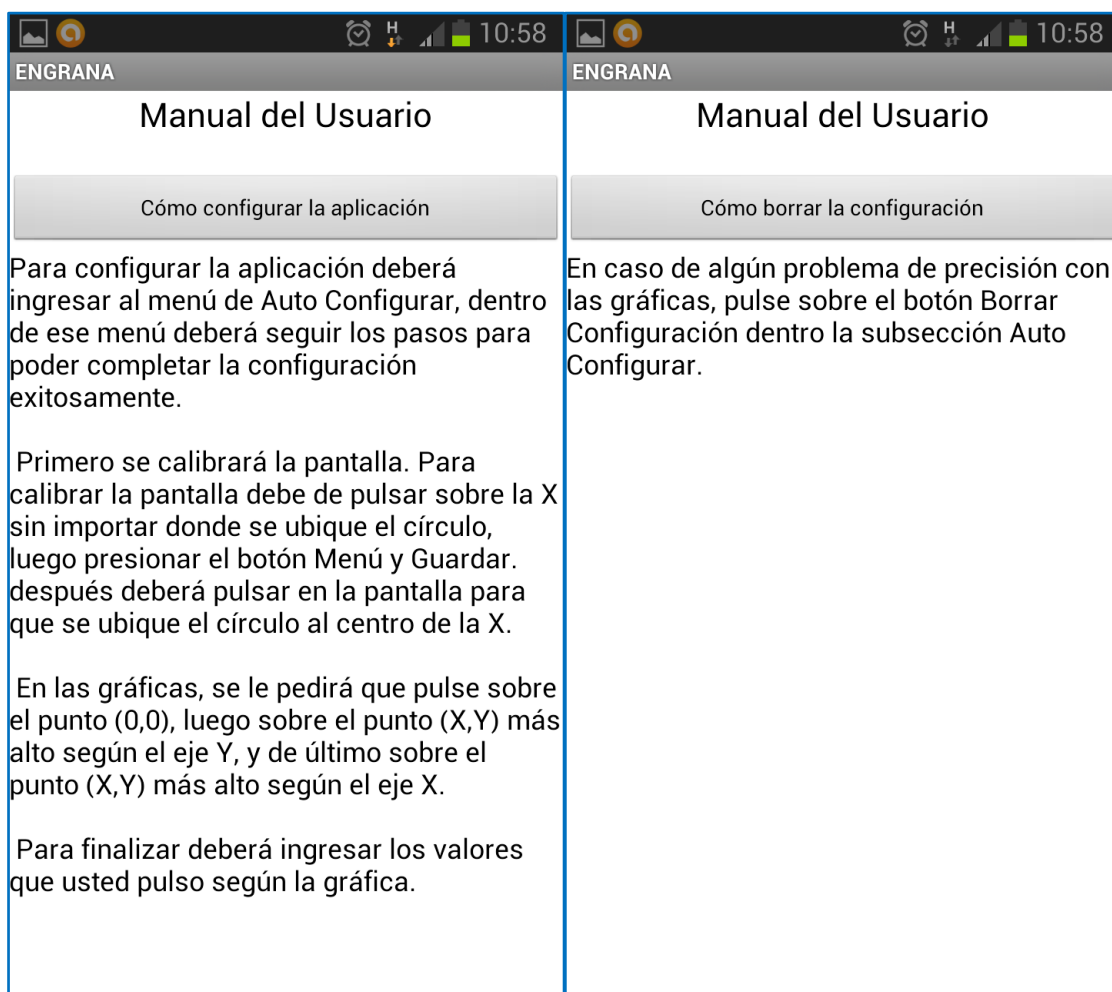 H 10:58
ENGRANA
Manual del Usuario
Cómo configurar la aplicación
Para configurar la aplicación deberá
ingresar al menú de Auto Configurar, dentro
de ese menú deberá seguir los pasos para
poder completar la configuración
exitosamente.
Primero se calibrará la pantalla. Para
calibrar la pantalla debe de pulsar sobre la X
sin importar donde se ubique el círculo,
luego presionar el botón Menú y Guardar.
después deberá pulsar en la pantalla para
que se ubique el círculo al centro de la X.
En las gráficas, se le pedirá que pulse sobre
el punto (0,0), luego sobre el punto (X,Y) más
alto según el eje Y, y de último sobre el
punto (X,Y) más alto según el eje X.
Para finalizar deberá ingresar los valores
que usted pulso según la gráfica.
H 10:58
ENGRANA
Manual del Usuario
Cómo borrar la configuración
En caso de algún problema de precisión con
las gráficas, pulse sobre el botón Borrar
Configuración dentro la subsección Auto
Configurar.